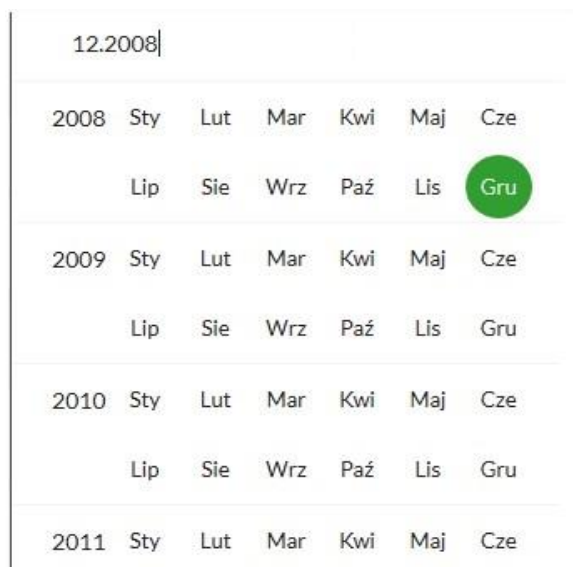 12.2008
2008 Sty Lut Mar Kwi Maj Cze
Lip Sie Wrz Paź Lis Gru
2009 Sty Lut Mar Kwi Maj Cze
Lip Sie Wrz Paź Lis Gru
2010 Sty Lut Mar Kwi Maj Cze
Lip Sie Wrz Paź Lis Gru
2011 Sty Lut Mar Kwi Maj Cze